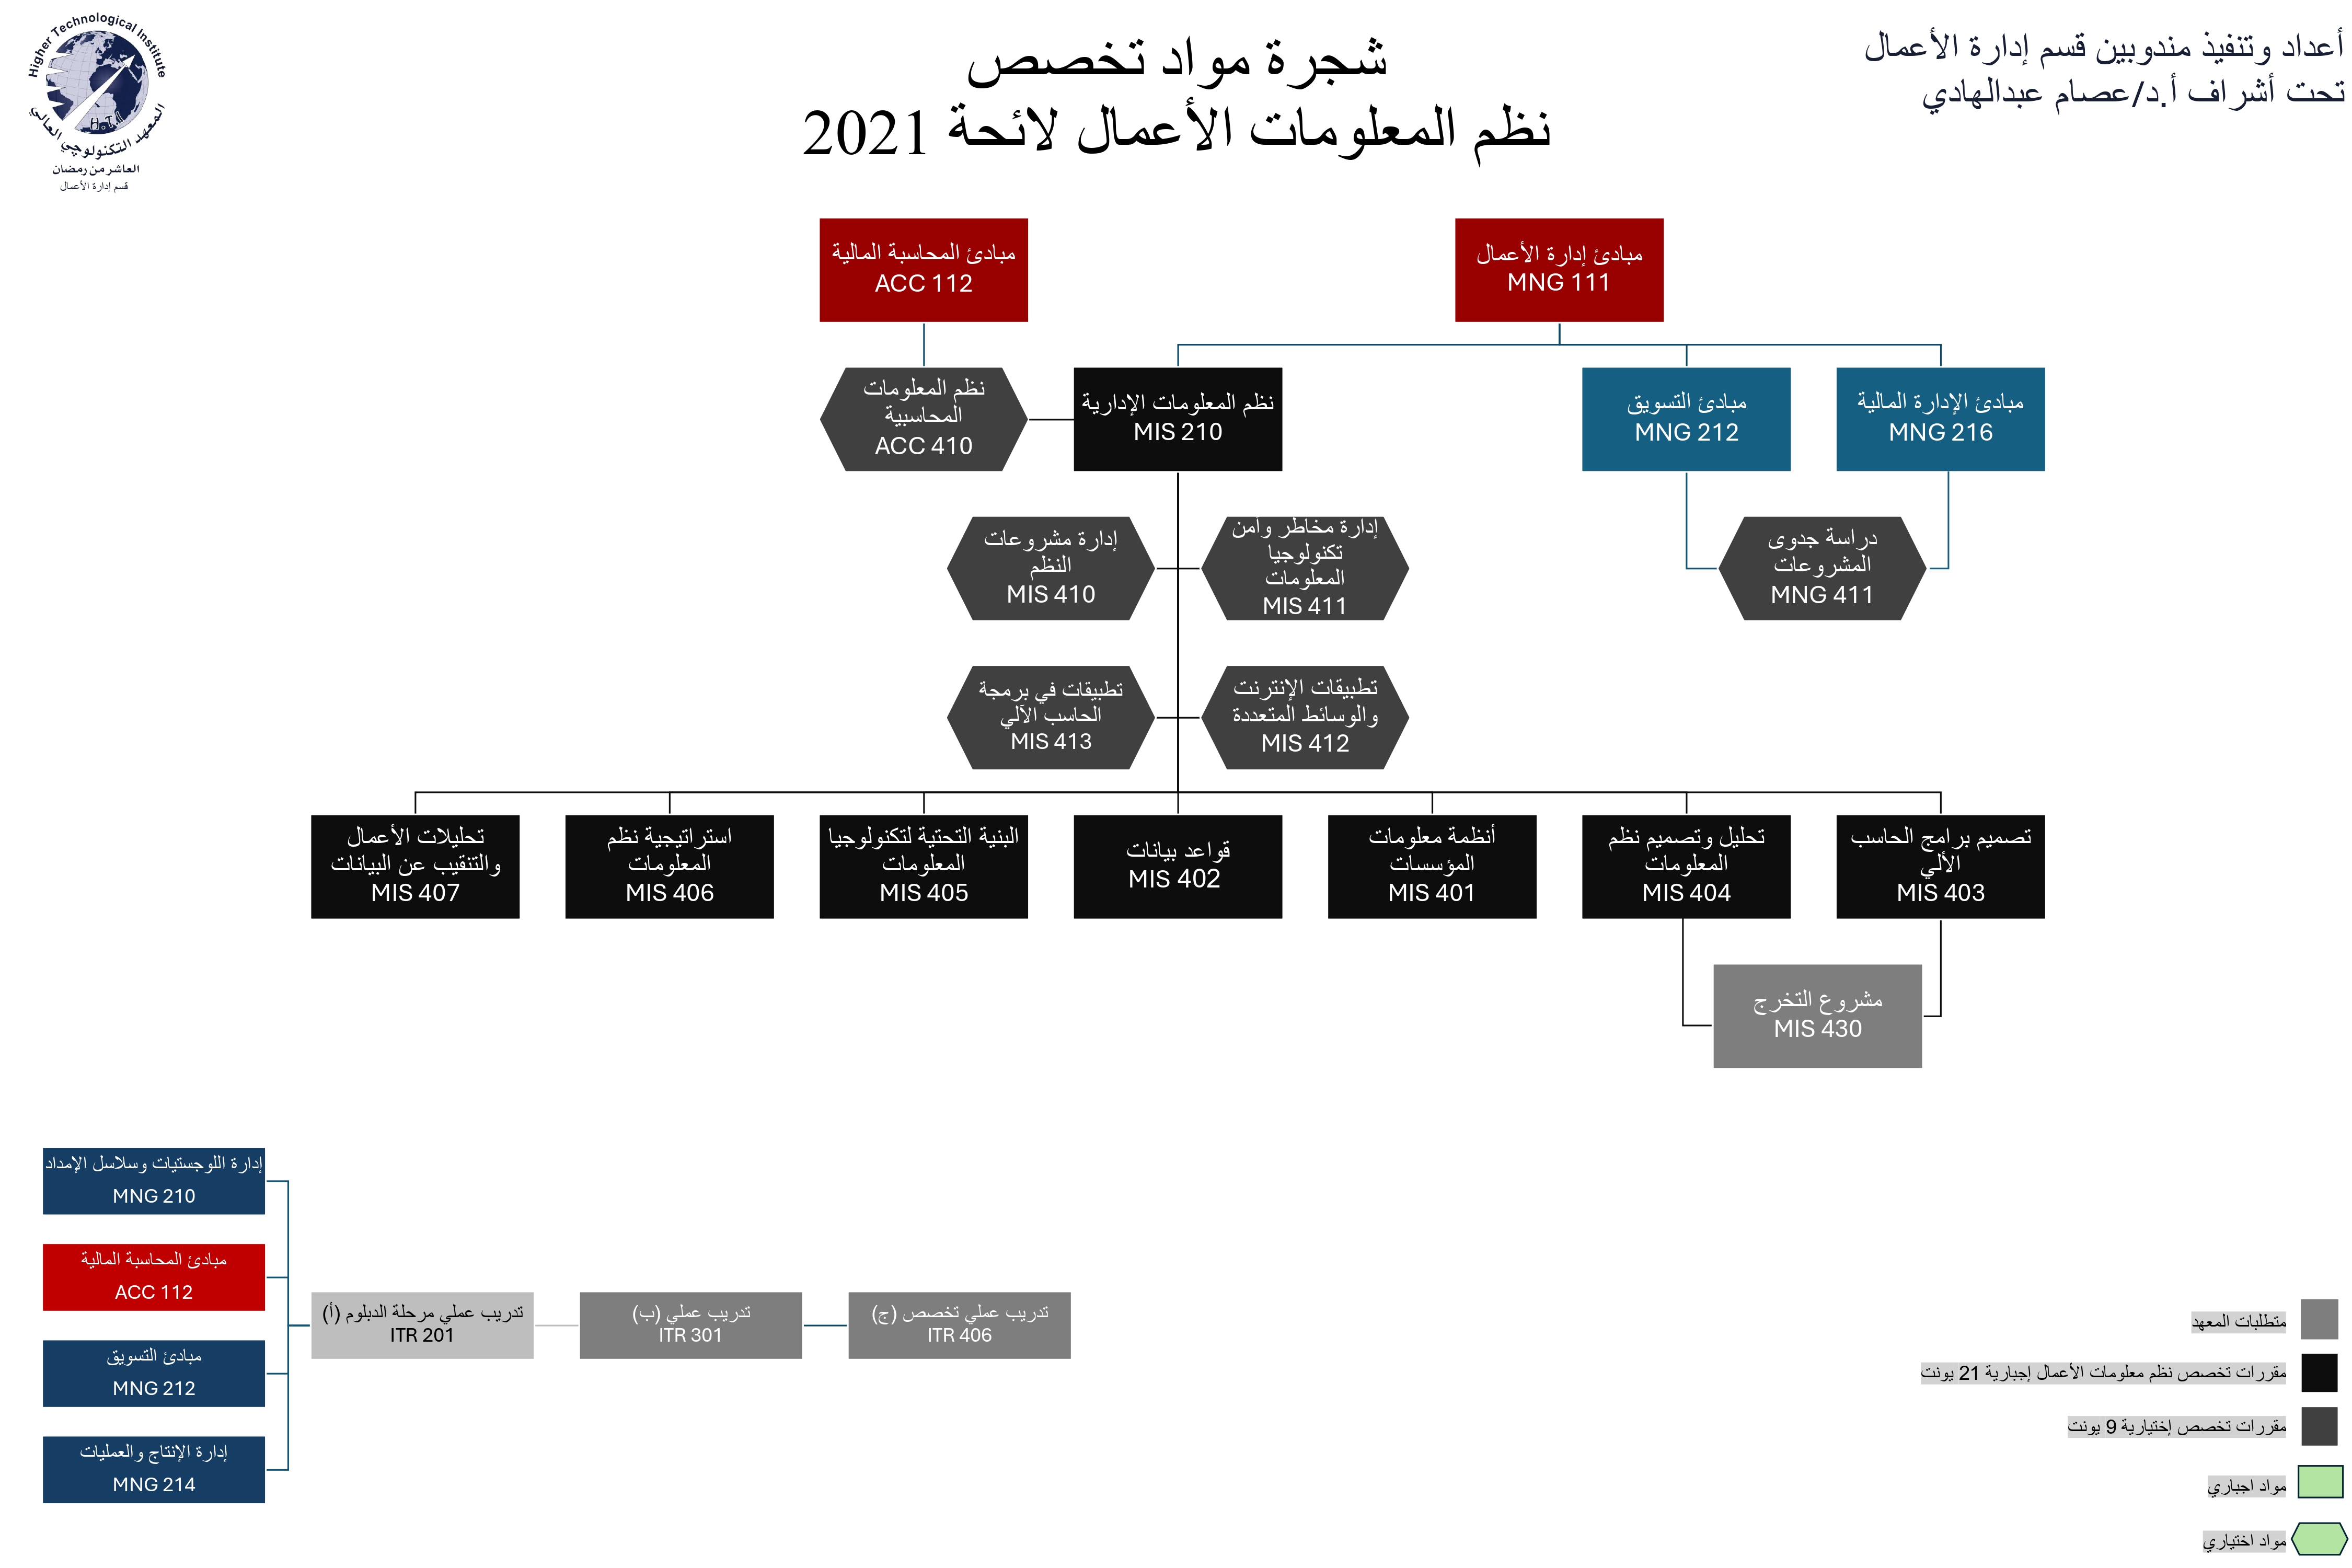 Higher Technological Institute
H.T.I
المعهد التكنولوجي العالي
العاشر من رمضان
قسم إدارة الأعمال
شجرة مواد تخصص
نظم المعلومات الأعمال لائحة 2021
أعداد وتنفيذ مندوبين قسم إدارة الأعمال
تحت أشراف أ.د/عصام عبدالهادي
مبادئ إدارة الأعمال
MNG 111
مبادئ المحاسبة المالية
ACC 112
مبادئ الإدارة المالية
MNG 216
مبادئ التسويق
MNG 212
نظم المعلومات الإدارية
MIS 210
نظم المعلومات
المحاسبية
ACC 410
دراسة جدوى
المشروعات
MNG 411
إدارة مخاطر وأمن
تكنولوجيا
المعلومات
MIS 411
إدارة مشروعات
النظم
MIS 410
تطبيقات الإنترنت
والوسائط المتعددة
MIS 412
تطبيقات في برمجة
الحاسب الآلي
MIS 413
تصميم برامج الحاسب
الألي
MIS 403
تحليل وتصميم نظم
المعلومات
MIS 404
أنظمة معلومات
المؤسسات
MIS 401
قواعد بيانات
MIS 402
البنية التحتية لتكنولوجيا
المعلومات
MIS 405
استراتيجية نظم
المعلومات
MIS 406
تحليلات الأعمال
والتنقيب عن البيانات
MIS 407
مشروع التخرج
MIS 430
إدارة اللوجستيات وسلاسل الإمداد
MNG 210
مبادئ المحاسبة المالية
ACC 112
مبادئ التسويق
MNG 212
إدارة الإنتاج والعمليات
MNG 214
تدريب عملي مرحلة الدبلوم (أ)
ITR 201
تدريب عملي (ب)
ITR 301
تدريب عملي تخصص (ج)
ITR 406
متطلبات المعهد
مقررات تخصص نظم معلومات الأعمال إجبارية 21 يونت
مقررات تخصص إختيارية 9 يونت
مواد اجباري
مواد اختياري